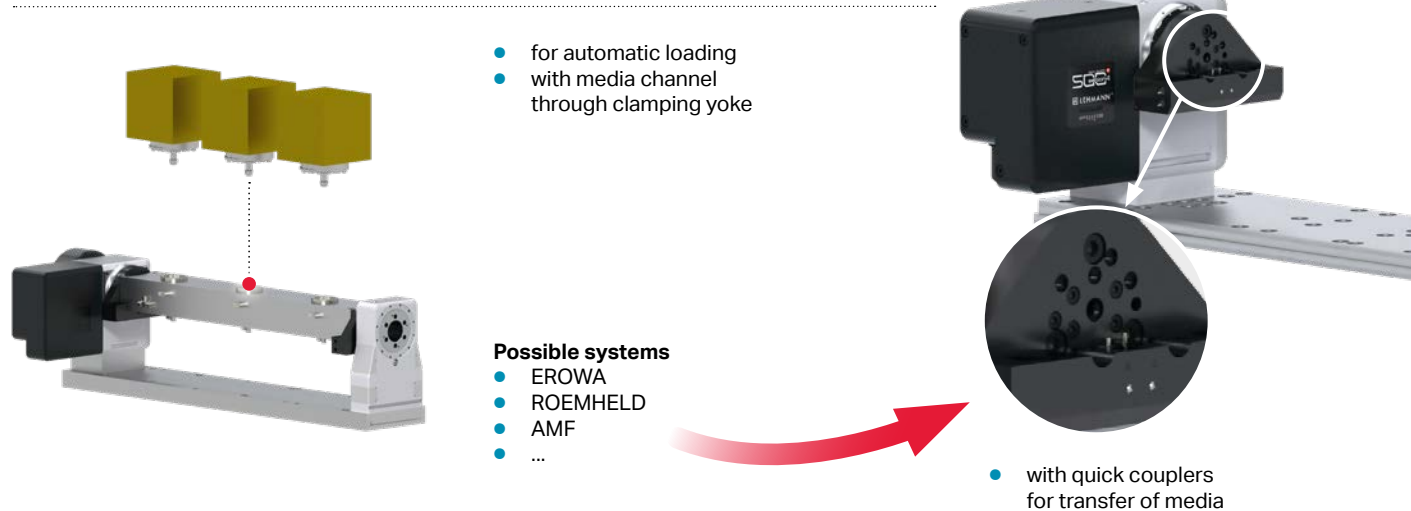 for automatic loading
with media channel
through clamping yoke
LEHMANN
Possible systems
EROWA
ROEMHELD
AMF
...
with quick couplers
for transfer of media